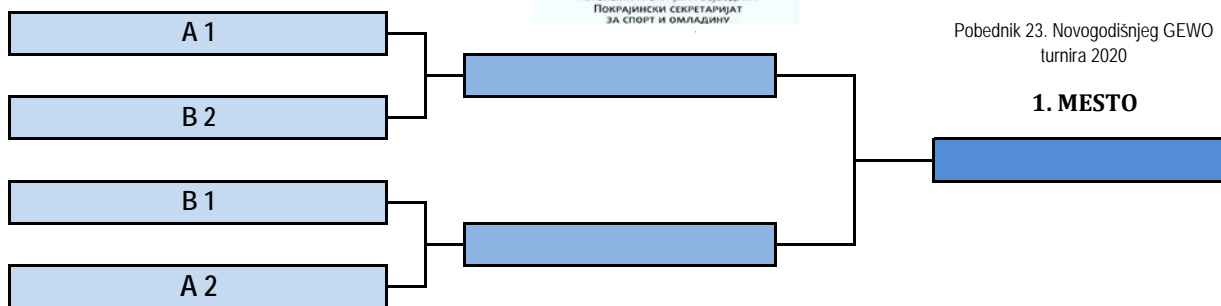 ПОКРАЈИНСКИ СЕКРЕТАРИЈАТ
ЗА СПОРТ И ОМЛАДИНУ
A 1
B 2
B 1
A 2
Pobednik 23. Novogodišnjeg GEWO
turnira 2020
1. MESTO